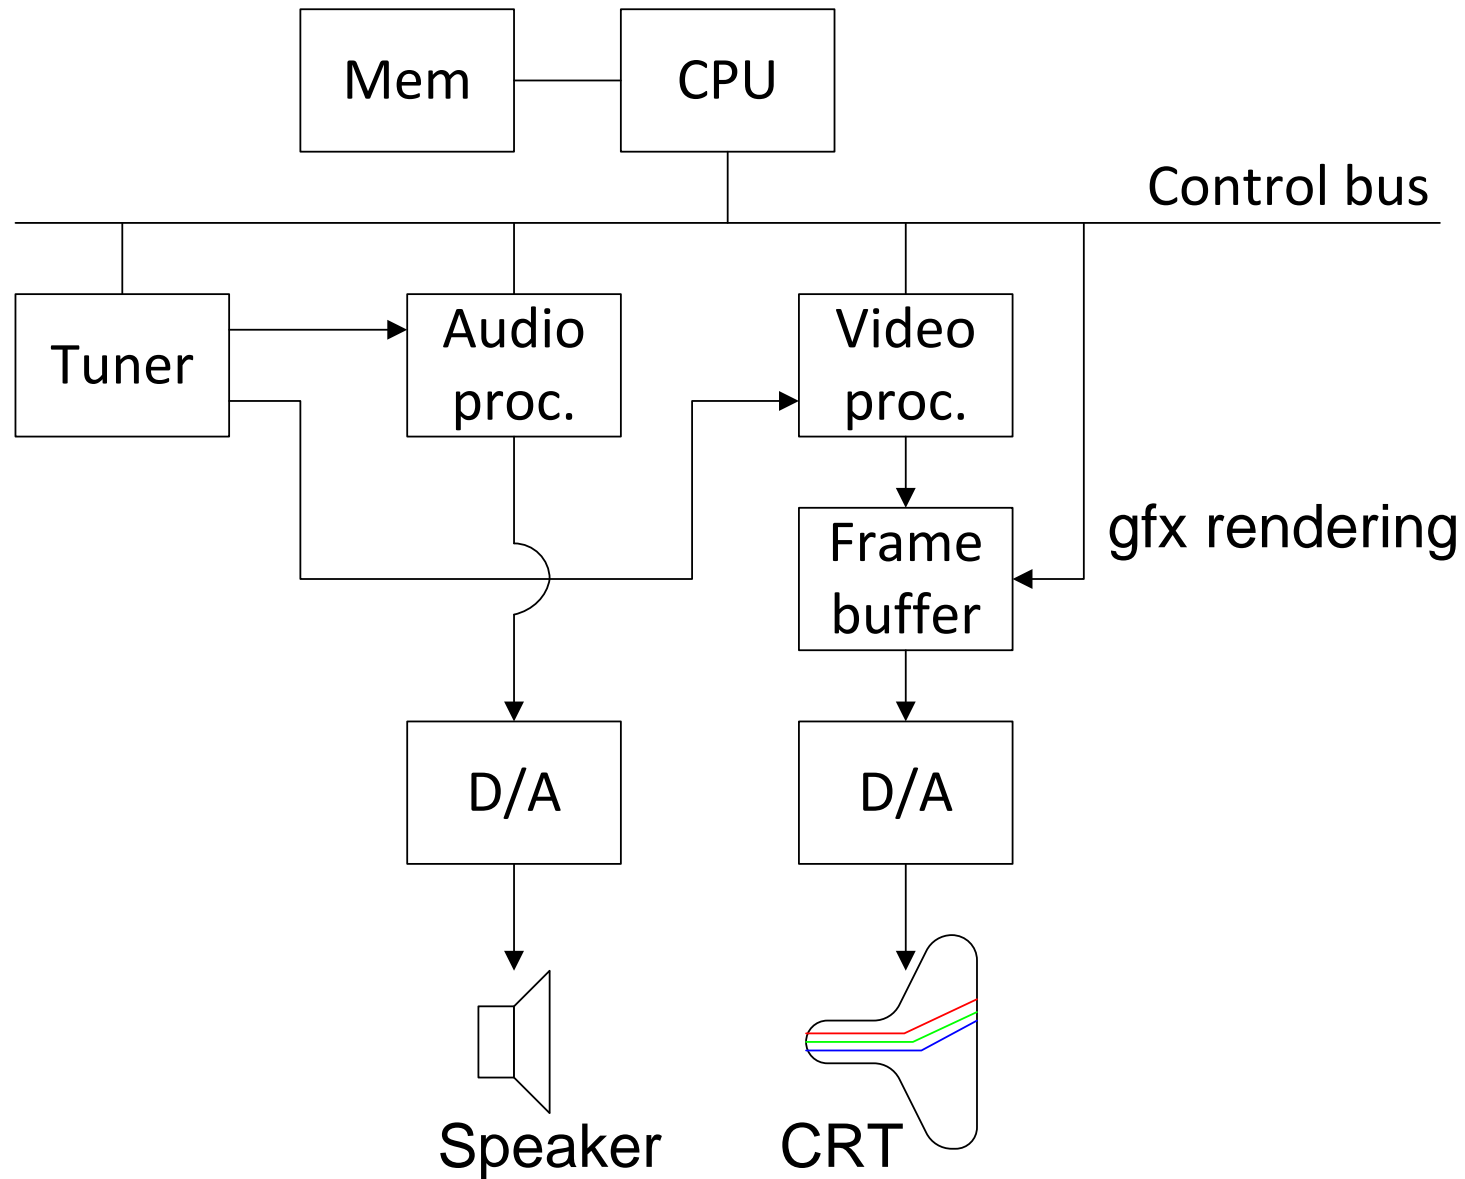 Mem
CPU
Control bus
Tuner
Audio
proc.
Video
proc.
Frame
buffer
gfx rendering
D/A
D/A
Speaker
CRT